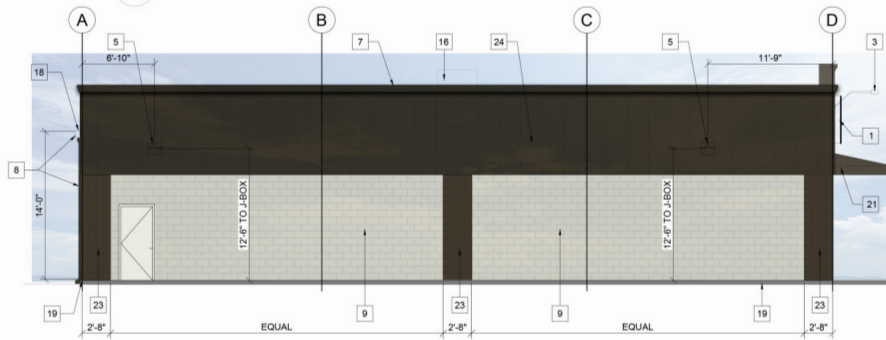 A
B
C
D
5
6'-10"
7
16
24
5
11'-9"
3
18
1
8
14'-0"
12'-6" TO J-BOX
12'-6" TO J-BOX
21
19
23
9
23
9
19
23
2'-8"
EQUAL
2'-8"
EQUAL
2'-8"